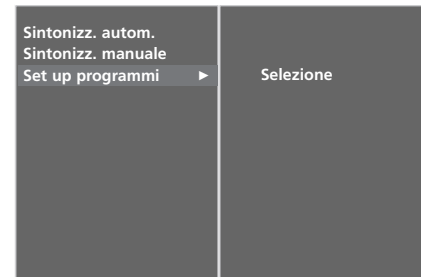 Sintonizz. autom.
Sintonizz. manuale
Set up programmi ►
Selezione